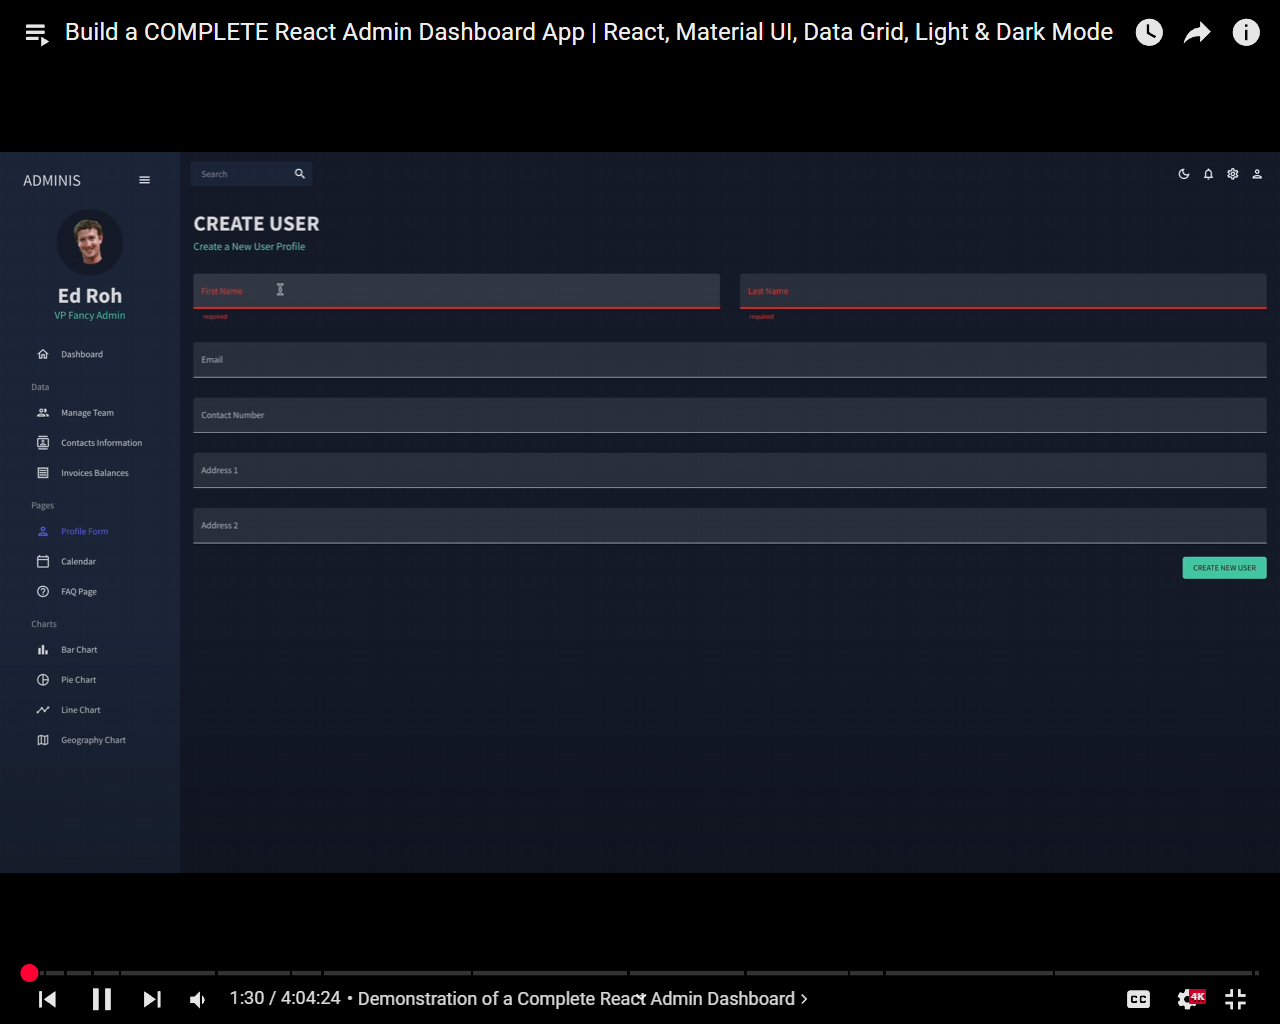 Build a COMPLETE React Admin Dashboard App | React, Material UI, Data Grid, Light & Dark Mode
ADMINIS
Search
Ed Roh
VP Fancy Admin
Dashboard
Data
Manage Team
Contacts Information
Invoices Balances
Pages
Profile Form
Calendar
FAQ Page
Charts
Bar Chart
Pie Chart
Line Chart
Geography Chart
CREATE USER
Create a New User Profile
First Name
Last Name
required
required
Email
Contact Number
Address 1
Address 2
CREATE NEW USER
1:30 / 4:04:24 • Demonstration of a Complete React Admin Dashboard
CC
4K